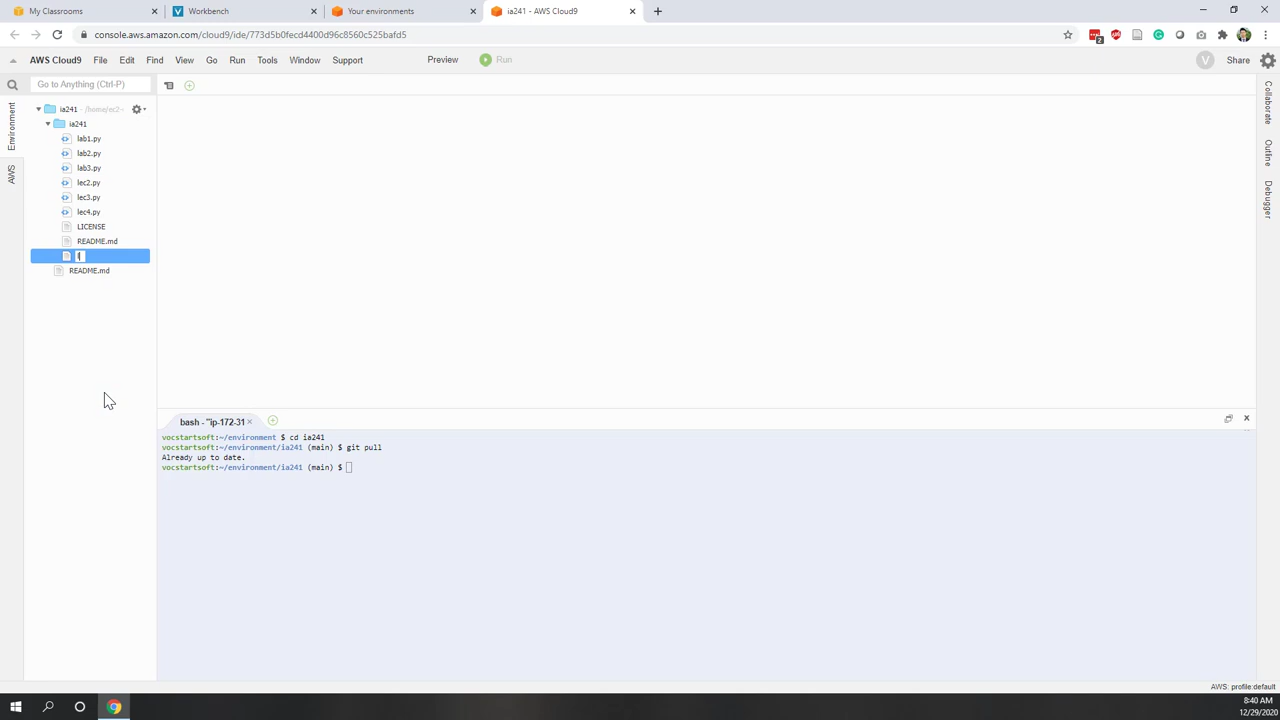 My Classrooms
Workbench
Your environments
ia241 - AWS Cloud9
console.aws.amazon.com/cloud9/ide/773d5b0fecd4400d96c8560c525bafd5
2
AWS Cloud9 File Edit Find View Go Run Tools Window Support
Preview Run
V Share
Go to Anything (Ctrl-P)
Environment
AWS
ia241 - /home/ec2-
ia241
lab1.py
lab2.py
lab3.py
lec2.py
lec3.py
lec4.py
LICENSE
README.md
l
README.md
Collaborate
Outline
Debugger
bash - "ip-172-31
vocstartsoft:~/environment $ cd ia241
vocstartsoft:~/environment/ia241 (main) $ git pull
Already up to date.
vocstartsoft:~/environment/ia241 (main) $
AWS: profile:default
8:40 AM
12/29/2020